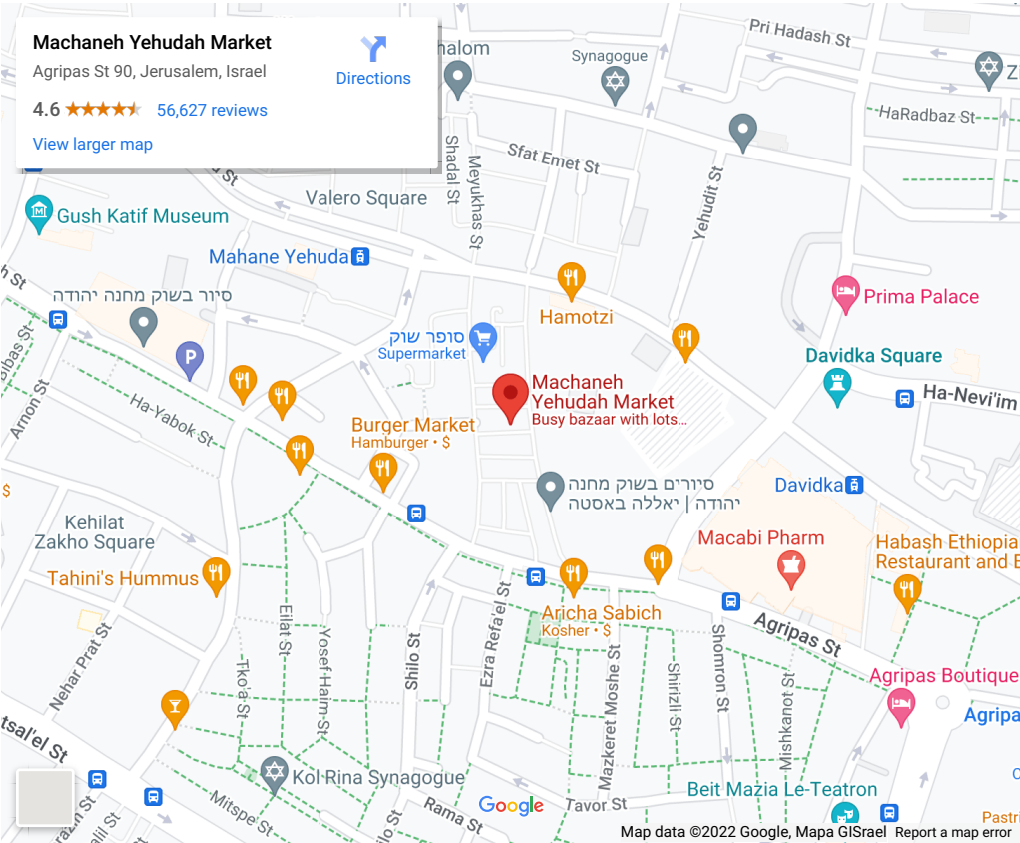 Machaneh Yehudah Market
Agripas St 90, Jerusalem, Israel
Directions
4.6
56,627 reviews
View larger map
Pri Hadash St
Synagogue
HaRadbaz St
Sfat Emet St
Shadal St
Meyukhas St
Valero Square
Yehudit St
Gush Katif Museum
Mahane Yehuda
סיור בשוק מחנה יהודה
Prima Palace
Hamotzi
סופר שוק
Supermarket
P
Davidka Square
Ha-Nevi'im
Arnon St
Machaneh
Yehudah Market
Busy bazaar with lots…
Ha-Yabok St
Burger Market
Hamburger • $
$
סיורים בשוק מחנה
יהודה | יאללה באסטה
Davidka
Kehilat
Zakho Square
Macabi Pharm
Habash Ethiopia
Restaurant and E
Tahini's Hummus
Aricha Sabich
Kosher • $
Agripas St
Eilat St
Yosef Haim St
Shilo St
Ezra Refa'el St
Mazkeret Moshe St
Shirizli St
Shomron St
Mishkanot St
Tko'a St
Nehar Prat St
Agripas Boutique
Agripa
tsal'el St
Kol Rina Synagogue
Mitspe St
Rama St
Tavor St
Google
Beit Mazia Le-Teatron
Pastri
Map data ©2022 Google, Mapa GISrael
Report a map error